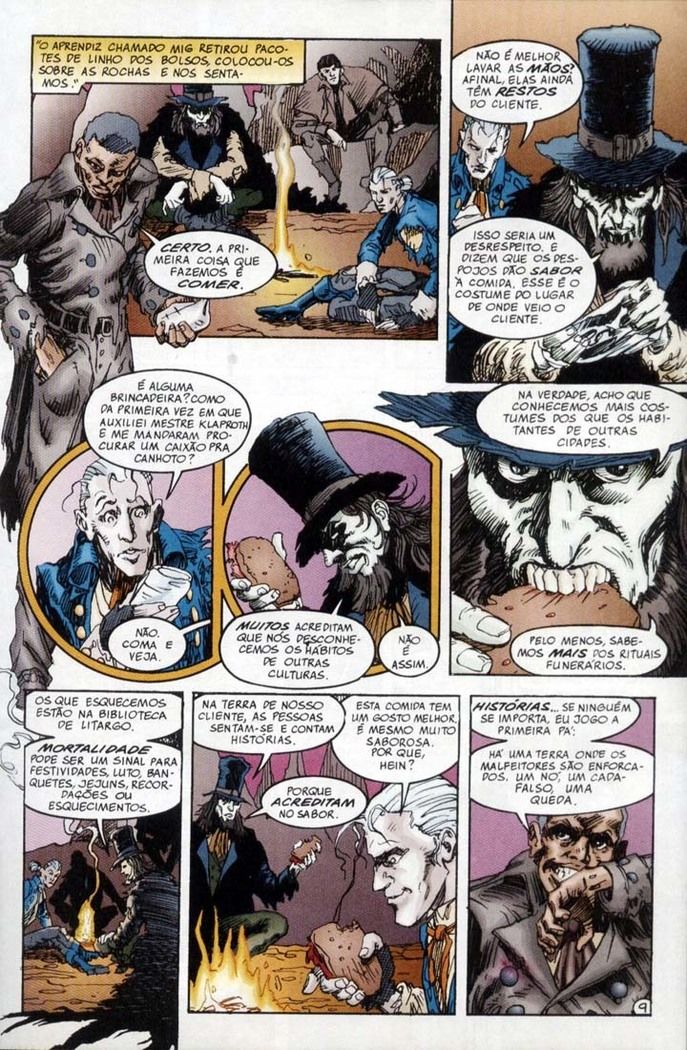 "O APRENDIZ CHAMADO MIG RETIROU PACO-
TES DE LINHO DOS BOLSOS, COLOCOU-OS
SOBRE AS ROCHAS E NOS SENTA-
MOS."
CERTO. A PRI-
MEIRA COISA QUE
FAZEMOS É
COMER.
NÃO É MELHOR
LAVAR AS MÃOS?
AFINAL, ELAS AINDA
TÊM RESTOS
DO CLIENTE.
ISSO SERIA UM
DESRESPEITO. E
DIZEM QUE OS DES-
POJOS DÃO SABOR
À COMIDA. ESSE É O
COSTUME DO LUGAR
DE ONDE VEIO O
CLIENTE.
É ALGUMA
BRINCADEIRA? COMO
DA PRIMEIRA VEZ EM QUE
AUXILIEI MESTRE KLAPROTH
E ME MANDARAM PRO-
CURAR UM CAIXÃO PRA
CANHOTO?
NÃO.
COMA E
VEJA.
MUITOS ACREDITAM
QUE NÓS DESCONHE-
CEMOS OS HÁBITOS
DE OUTRAS
CULTURAS.
NÃO
É
ASSIM.
NA VERDADE, ACHO QUE
CONHECEMOS MAIS COS-
TUMES DOS QUE OS HABI-
TANTES DE OUTRAS
CIDADES.
PELO MENOS, SABE-
MOS MAIS DOS RITUAIS
FUNERÁRIOS.
OS QUE ESQUECEMOS
ESTÃO NA BIBLIOTECA
DE LITARGO.
MORTALIDADE
PODE SER UM SINAL PARA
FESTIVIDADES, LUTO, BAN-
QUETES, JEJUNS, RECOR-
DAÇÕES OU
ESQUECIMENTOS.
NA TERRA DE NOSSO
CLIENTE, AS PESSOAS
SENTAM-SE E CONTAM
HISTÓRIAS.
ESTA COMIDA TEM
UM GOSTO MELHOR.
É MESMO MUITO
SABOROSA.
POR QUE,
HEIN?
PORQUE
ACREDITAM
NO SABOR.
HISTÓRIAS... SE NINGUÉM
SE IMPORTA, EU JOGO A
PRIMEIRA PÁ:
HÁ UMA TERRA ONDE OS
MALFEITORES SÃO ENFORCA-
DOS. UM NÓ, UM CADA-
FALSO, UMA
QUEDA.
9